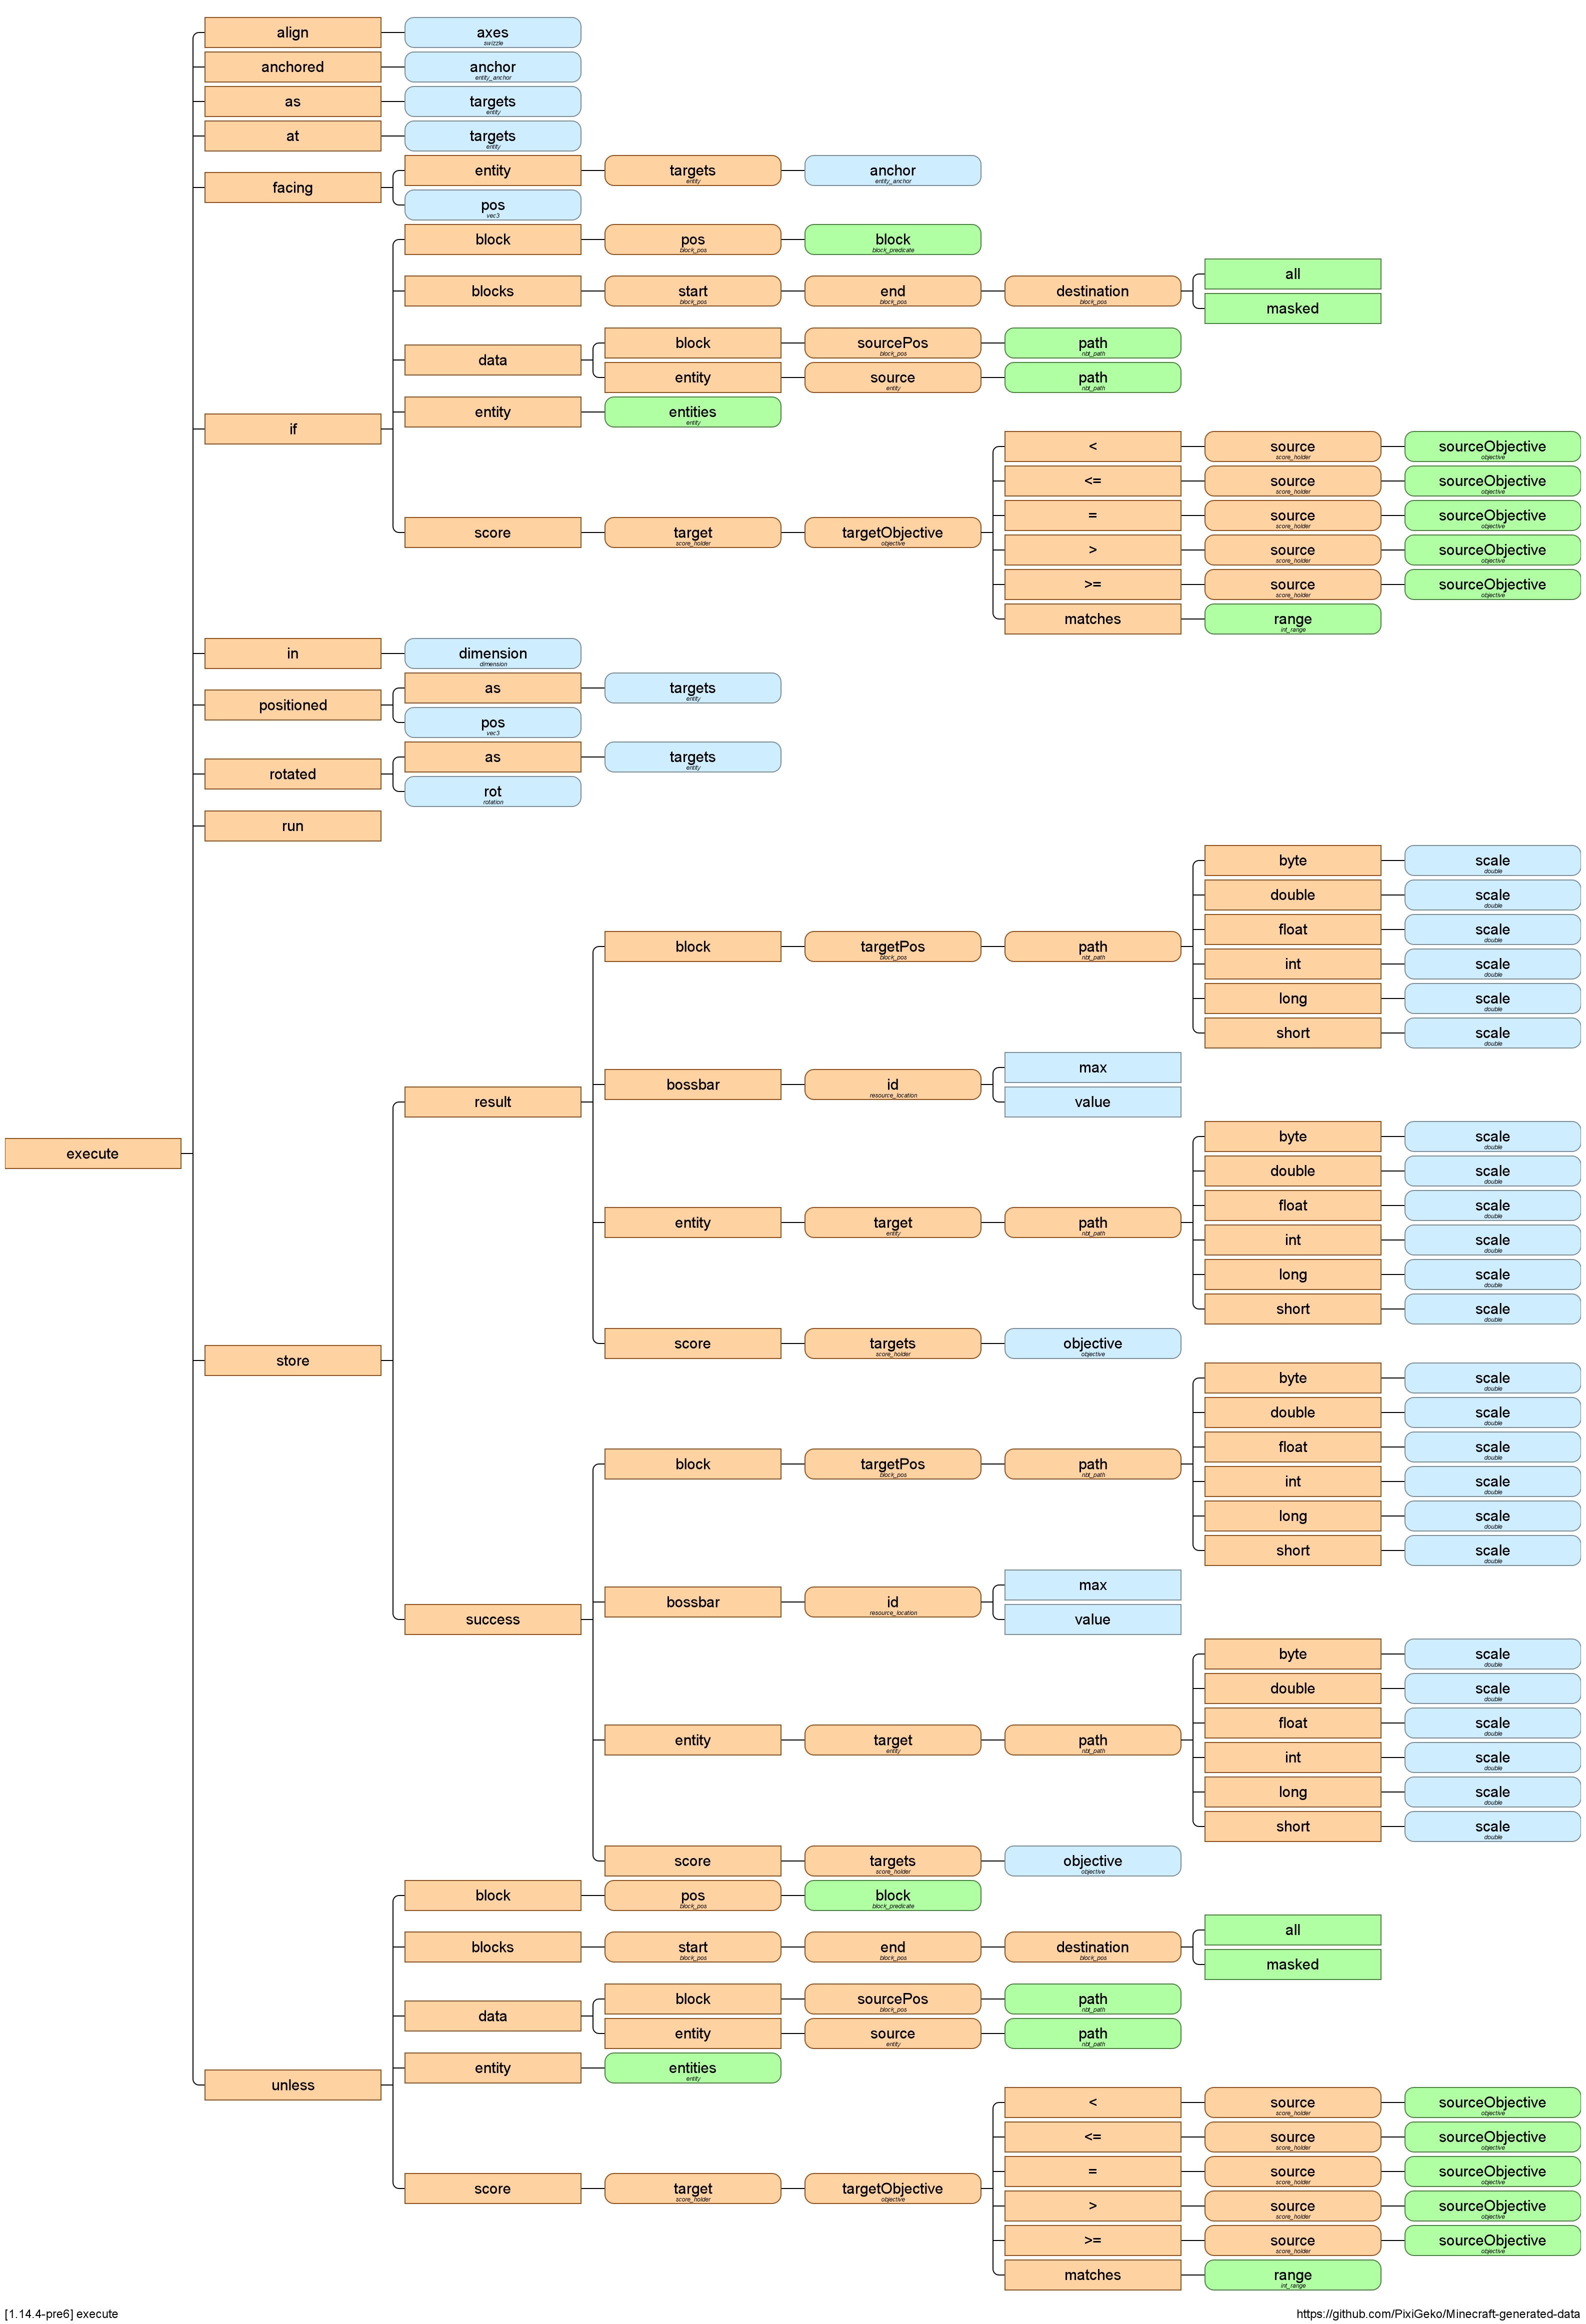 align
axes
swizzle
anchored
anchor
entity_anchor
as
targets
entity
at
targets
entity
facing
entity
targets
entity
anchor
entity_anchor
pos
vec3
if
block
pos
block_pos
block
block_predicate
blocks
start
block_pos
end
block_pos
destination
block_pos
all
masked
data
block
sourcePos
block_pos
path
nbt_path
entity
source
entity
path
nbt_path
entity
entities
entity
score
target
score_holder
targetObjective
objective
<
source
score_holder
sourceObjective
objective
<=
source
score_holder
sourceObjective
objective
=
source
score_holder
sourceObjective
objective
>
source
score_holder
sourceObjective
objective
>=
source
score_holder
sourceObjective
objective
matches
range
int_range
in
dimension
dimension
positioned
as
targets
entity
pos
vec3
rotated
as
targets
entity
rot
rotation
run
execute
store
result
block
targetPos
block_pos
path
nbt_path
byte
scale
double
double
scale
double
float
scale
double
int
scale
double
long
scale
double
short
scale
double
bossbar
id
resource_location
max
value
entity
target
entity
path
nbt_path
byte
scale
double
double
scale
double
float
scale
double
int
scale
double
long
scale
double
short
scale
double
score
targets
score_holder
objective
objective
success
block
targetPos
block_pos
path
nbt_path
byte
scale
double
double
scale
double
float
scale
double
int
scale
double
long
scale
double
short
scale
double
bossbar
id
resource_location
max
value
entity
target
entity
path
nbt_path
byte
scale
double
double
scale
double
float
scale
double
int
scale
double
long
scale
double
short
scale
double
score
targets
score_holder
objective
objective
unless
block
pos
block_pos
block
block_predicate
blocks
start
block_pos
end
block_pos
destination
block_pos
all
masked
data
block
sourcePos
block_pos
path
nbt_path
entity
source
entity
path
nbt_path
entity
entities
entity
score
target
score_holder
targetObjective
objective
<
source
score_holder
sourceObjective
objective
<=
source
score_holder
sourceObjective
objective
=
source
score_holder
sourceObjective
objective
>
source
score_holder
sourceObjective
objective
>=
source
score_holder
sourceObjective
objective
matches
range
int_range
[1.14.4-pre6] execute
https://github.com/PixiGeko/Minecraft-generated-data